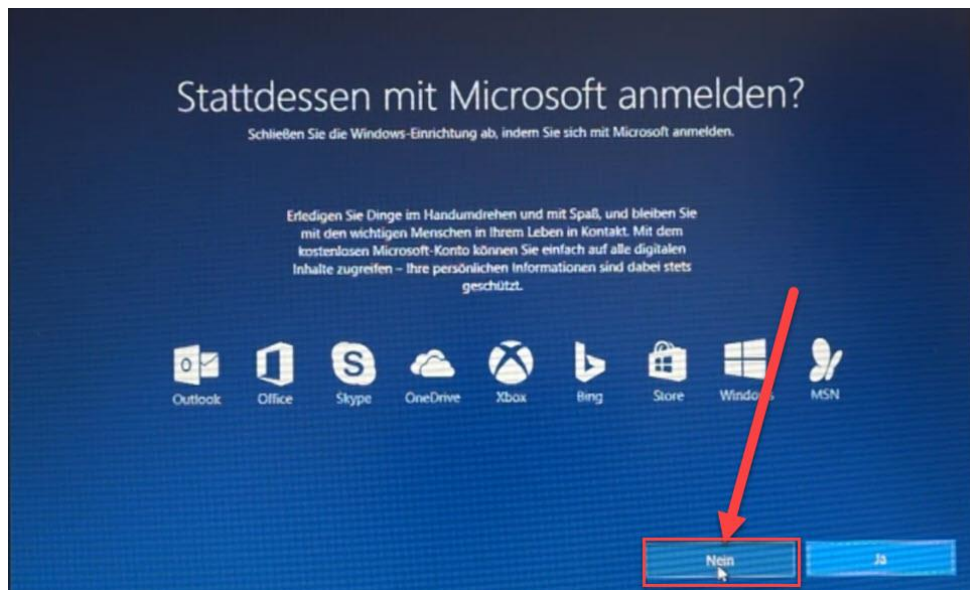 Stattdessen mit Microsoft anmelden?
Schließen Sie die Windows-Einrichtung ab, indem Sie sich mit Microsoft anmelden.
Erledigen Sie Dinge im Handumdrehen und mit Spaß, und bleiben Sie
mit den wichtigen Menschen in Ihrem Leben in Kontakt. Mit dem
kostenlosen Microsoft-Konto können Sie einfach auf alle digitalen
Inhalte zugreifen – Ihre persönlichen Informationen sind dabei stets
geschützt.
Outlook Office Skype OneDrive Xbox Bing Store Windows MSN
Nein Ja